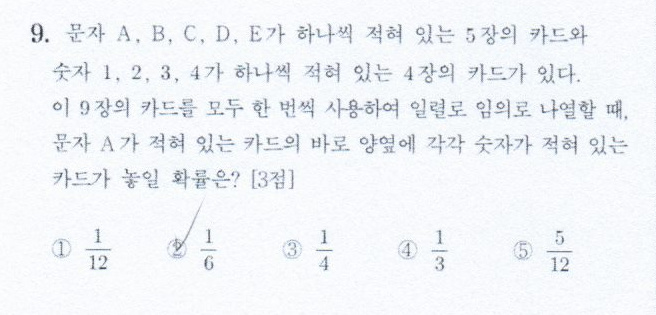 9. 문자 A, B, C, D, E가 하나씩 적혀 있는 5장의 카드와
숫자 1, 2, 3, 4가 하나씩 적혀 있는 4장의 카드가 있다.
이 9장의 카드를 모두 한 번씩 사용하여 일렬로 임의로 나열할 때,
문자 A가 적혀 있는 카드의 바로 양옆에 각각 숫자가 적혀 있는
카드가 놓일 확률은? [3점]
① 1/12 ② 1/6 ③ 1/4 ④ 1/3 ⑤ 5/12